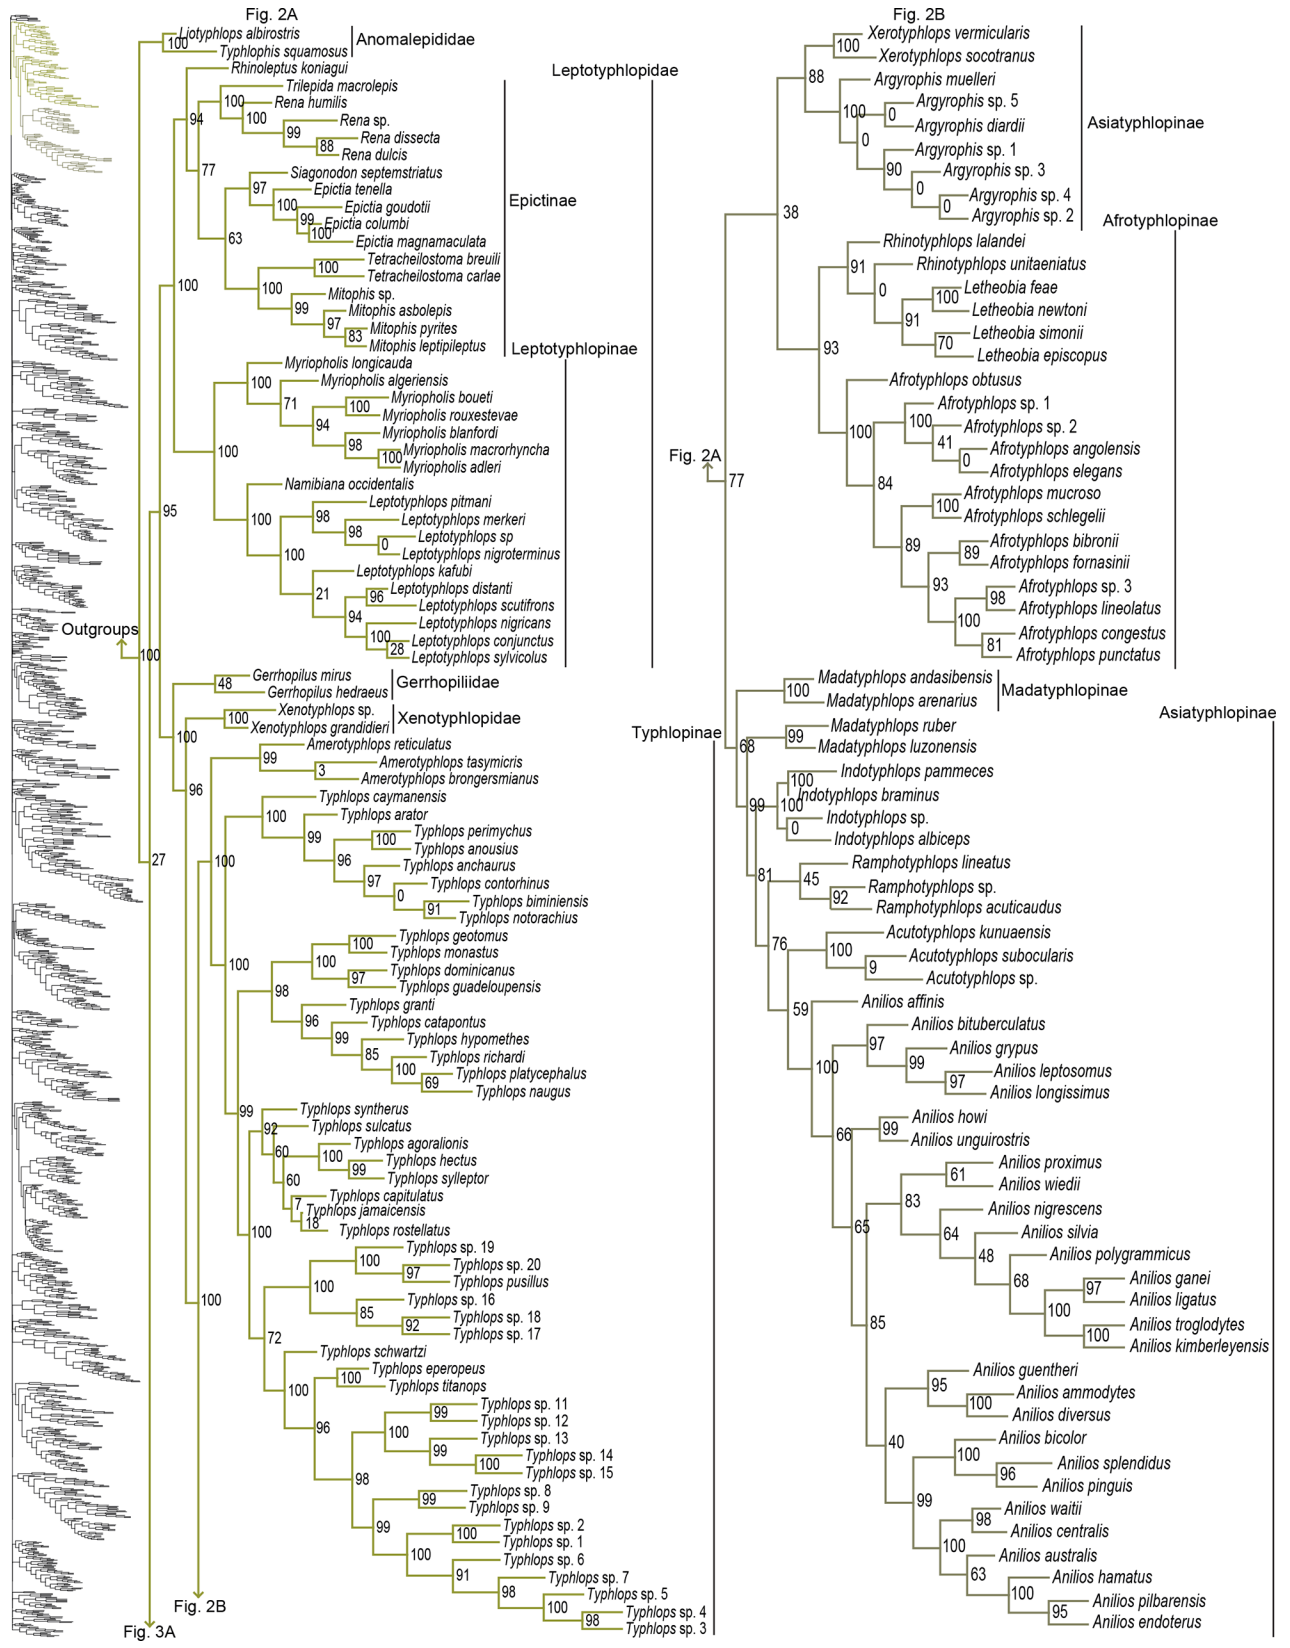 Fig. 2A
Liotyphlops albirostris
100
Typhlophis squamosus
Anomalepididae
Rhinoleptus koniagui
Leptotyphlopidae
Trilepida macrolepis
100
Rena humilis
94
100
Rena sp.
99
Rena dissecta
88
Rena dulcis
77
Siagonodon septemstriatus
97
Epictia tenella
100
Epictia goudotii
99
Epictia columbi
100
Epictia magnamaculata
63
Epictinae
Tetracheilostoma breuili
100
Tetracheilostoma carlae
100
Mitophis sp.
99
Mitophis asbolepis
97
Mitophis pyrites
83
Mitophis leptipileptus
100
Leptotyphlopinae
Myriopholis longicauda
100
Myriopholis algeriensis
71
Myriopholis boueti
100
Myriopholis rouxestevae
94
Myriopholis blanfordi
98
Myriopholis macrorhyncha
100
Myriopholis adleri
100
Namibiana occidentalis
100
Leptotyphlops pitmani
98
Leptotyphlops merkeri
98
Leptotyphlops sp
0
Leptotyphlops nigroterminus
100
Leptotyphlops kafubi
21
Leptotyphlops distanti
96
Leptotyphlops scutifrons
94
Leptotyphlops nigricans
100
Leptotyphlops conjunctus
28
Leptotyphlops sylvicolus
95
Outgroups
100
Gerrhopilus mirus
48
Gerrhopilus hedraeus
Gerrhopiliidae
Xenotyphlops sp.
100
Xenotyphlops grandidieri
Xenotyphlopidae
100
96
Typhlopinae
Amerotyphlops reticulatus
99
Amerotyphlops tasymicris
3
Amerotyphlops brongersmianus
27
100
Typhlops caymanensis
100
Typhlops arator
99
Typhlops perimychus
100
Typhlops anousius
96
Typhlops anchaurus
97
Typhlops contorhinus
0
Typhlops biminiensis
91
Typhlops notorachius
100
Typhlops geotomus
100
Typhlops monastus
100
Typhlops dominicanus
97
Typhlops guadeloupensis
98
Typhlops granti
96
Typhlops catapontus
99
Typhlops hypomethes
85
Typhlops richardi
100
Typhlops platycephalus
69
Typhlops naugus
99
Typhlops syntherus
92
Typhlops sulcatus
60
Typhlops agoralionis
100
Typhlops hectus
99
Typhlops sylleptor
60
Typhlops capitulatus
7
Typhlops jamaicensis
18
Typhlops rostellatus
100
Typhlops sp. 19
100
Typhlops sp. 20
97
Typhlops pusillus
100
Typhlops sp. 16
85
Typhlops sp. 18
92
Typhlops sp. 17
100
72
Typhlops schwartzi
100
Typhlops eperopeus
100
Typhlops titanops
96
Typhlops sp. 11
99
Typhlops sp. 12
100
Typhlops sp. 13
99
Typhlops sp. 14
100
Typhlops sp. 15
98
Typhlops sp. 8
99
Typhlops sp. 9
99
Typhlops sp. 2
100
Typhlops sp. 1
100
Typhlops sp. 6
91
Typhlops sp. 7
98
Typhlops sp. 5
100
Typhlops sp. 4
98
Typhlops sp. 3
Fig. 2B
Fig. 3A
Fig. 2B
Xerotyphlops vermicularis
100
Xerotyphlops socotranus
88
Argyrophis muelleri
100
Argyrophis sp. 5
0
Argyrophis diardii
0
Argyrophis sp. 1
90
Argyrophis sp. 3
0
Argyrophis sp. 4
0
Argyrophis sp. 2
Asiatyphlopinae
38
Afrotyphlopinae
Rhinotyphlops lalandei
91
Rhinotyphlops unitaeniatus
0
Letheobia feae
100
Letheobia newtoni
91
Letheobia simonii
70
Letheobia episcopus
93
Afrotyphlops obtusus
100
Afrotyphlops sp. 1
100
Afrotyphlops sp. 2
41
Afrotyphlops angolensis
0
Afrotyphlops elegans
84
Afrotyphlops mucroso
100
Afrotyphlops schlegelii
89
Afrotyphlops bibronii
89
Afrotyphlops fornasinii
93
Afrotyphlops sp. 3
98
Afrotyphlops lineolatus
100
Afrotyphlops congestus
81
Afrotyphlops punctatus
Fig. 2A
77
Madatyphlops andasibensis
100
Madatyphlops arenarius
Madatyphlopinae
Asiatyphlopinae
68
Madatyphlops ruber
99
Madatyphlops luzonensis
99
Indotyphlops pammeces
100
Indotyphlops braminus
100
Indotyphlops sp.
0
Indotyphlops albiceps
81
Ramphotyphlops lineatus
45
Ramphotyphlops sp.
92
Ramphotyphlops acuticaudus
76
Acutotyphlops kunuaensis
100
Acutotyphlops subocularis
9
Acutotyphlops sp.
59
Anilios affinis
100
Anilios bituberculatus
97
Anilios grypus
99
Anilios leptosomus
97
Anilios longissimus
66
Anilios howi
99
Anilios unguirostris
65
Anilios proximus
61
Anilios wiedii
83
Anilios nigrescens
64
Anilios silvia
48
Anilios polygrammicus
68
Anilios ganei
97
Anilios ligatus
100
Anilios troglodytes
100
Anilios kimberleyensis
85
Anilios guentheri
95
Anilios ammodytes
100
Anilios diversus
40
Anilios bicolor
100
Anilios splendidus
96
Anilios pinguis
99
Anilios waitii
98
Anilios centralis
100
Anilios australis
63
Anilios hamatus
100
Anilios pilbarensis
95
Anilios endoterus